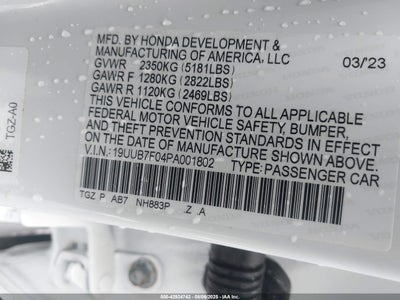 MFD. BY HONDA DEVELOPMENT &
MANUFACTURING OF AMERICA, LLC
GVWR 2350KG (5181LBS) 03/23
GAWR F 1280KG (2822LBS)
GAWR R 1120KG (2469LBS)
THIS VEHICLE CONFORMS TO ALL APPLICABLE
FEDERAL MOTOR VEHICLE SAFETY, BUMPER,
AND THEFT PREVENTION STANDARDS IN EFFECT
ON THE DATE OF MANUFACTURE SHOWN ABOVE.
V.I.N.: 19UUB7F04PA001802
TYPE: PASSENGER CAR
TGZ P AB7 NH883P .Z .A
TGZ-A0